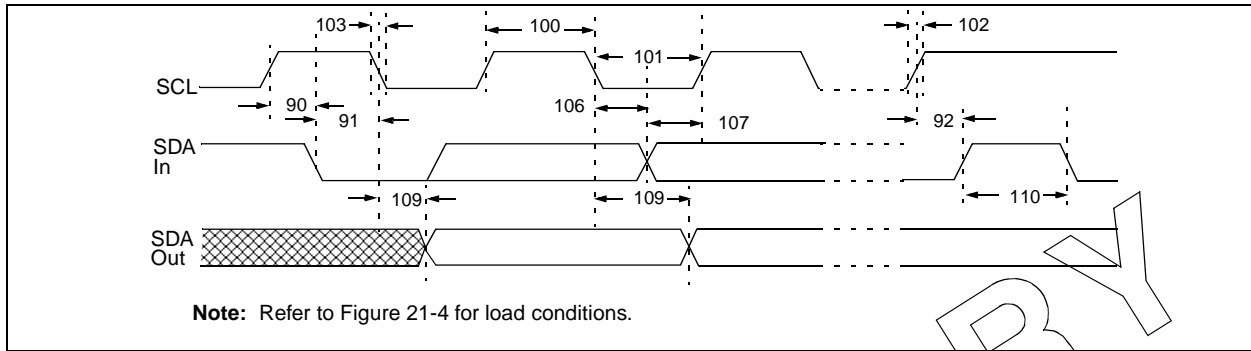 103
100
102
101
SCL
90
106
91
107
92
SDA
In
109
109
110
SDA
Out
Note: Refer to Figure 21-4 for load conditions.
R Y